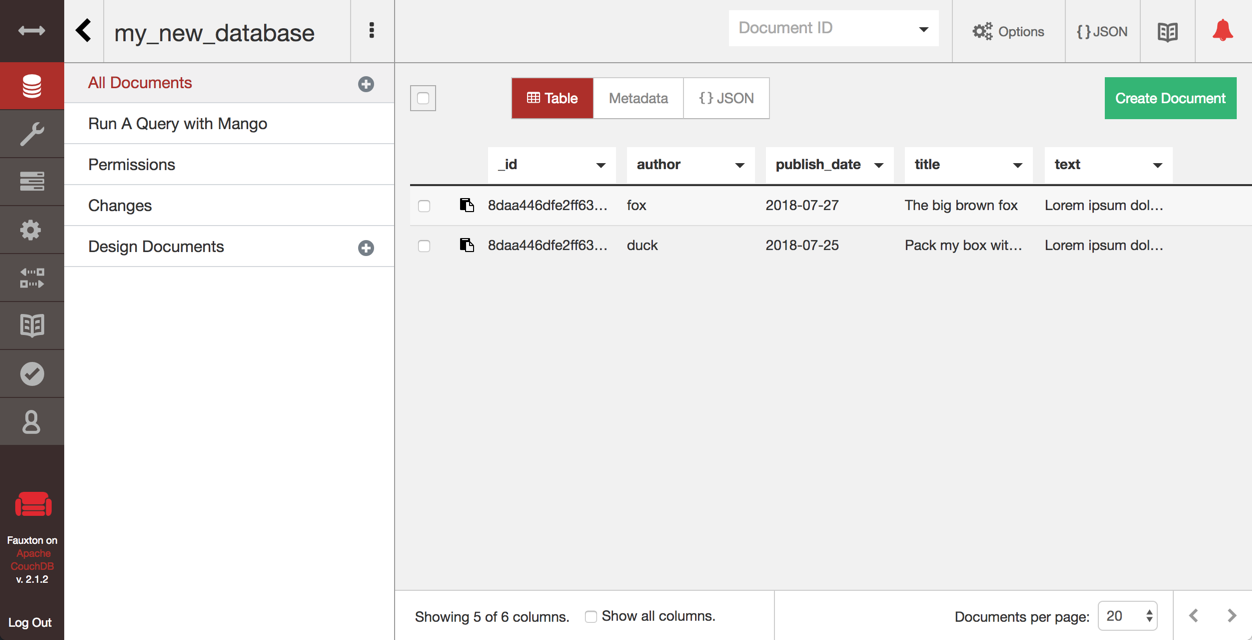 my_new_database
Document ID
Options
{} JSON
All Documents
Run A Query with Mango
Permissions
Changes
Design Documents
Table
Metadata
{} JSON
Create Document
_id author publish_date title text
8daa446dfe2ff63... fox 2018-07-27 The big brown fox Lorem ipsum dol...
8daa446dfe2ff63... duck 2018-07-25 Pack my box wit... Lorem ipsum dol...
Fauxton on
Apache
CouchDB
v. 2.1.2
Log Out
Showing 5 of 6 columns.
Show all columns.
Documents per page: 20